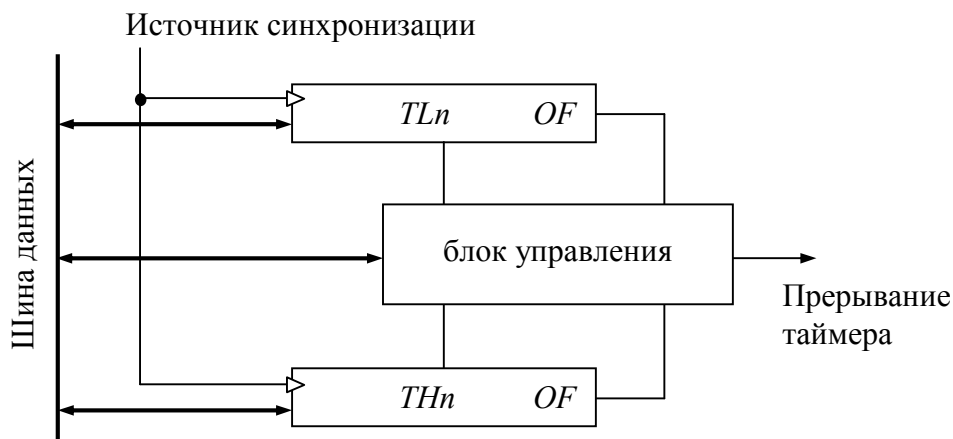 Источник синхронизации
TLn OF
Шина данных
блок управления
Прерывание
таймера
THn OF